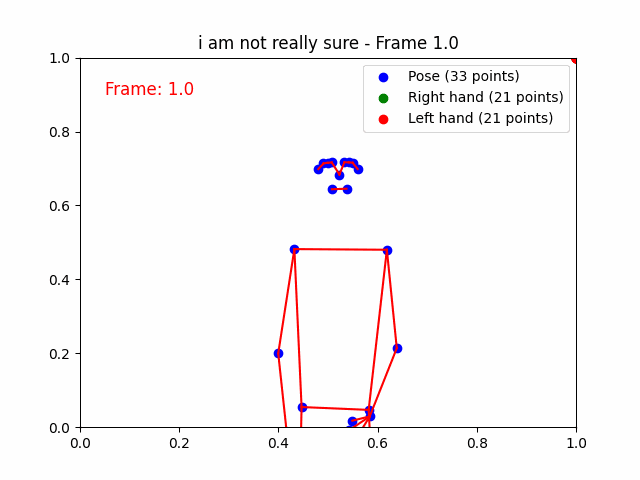 i am not really sure - Frame 1.0
Frame: 1.0
Pose (33 points)
Right hand (21 points)
Left hand (21 points)
1.0
0.8
0.6
0.4
0.2
0.0
0.0 0.2 0.4 0.6 0.8 1.0